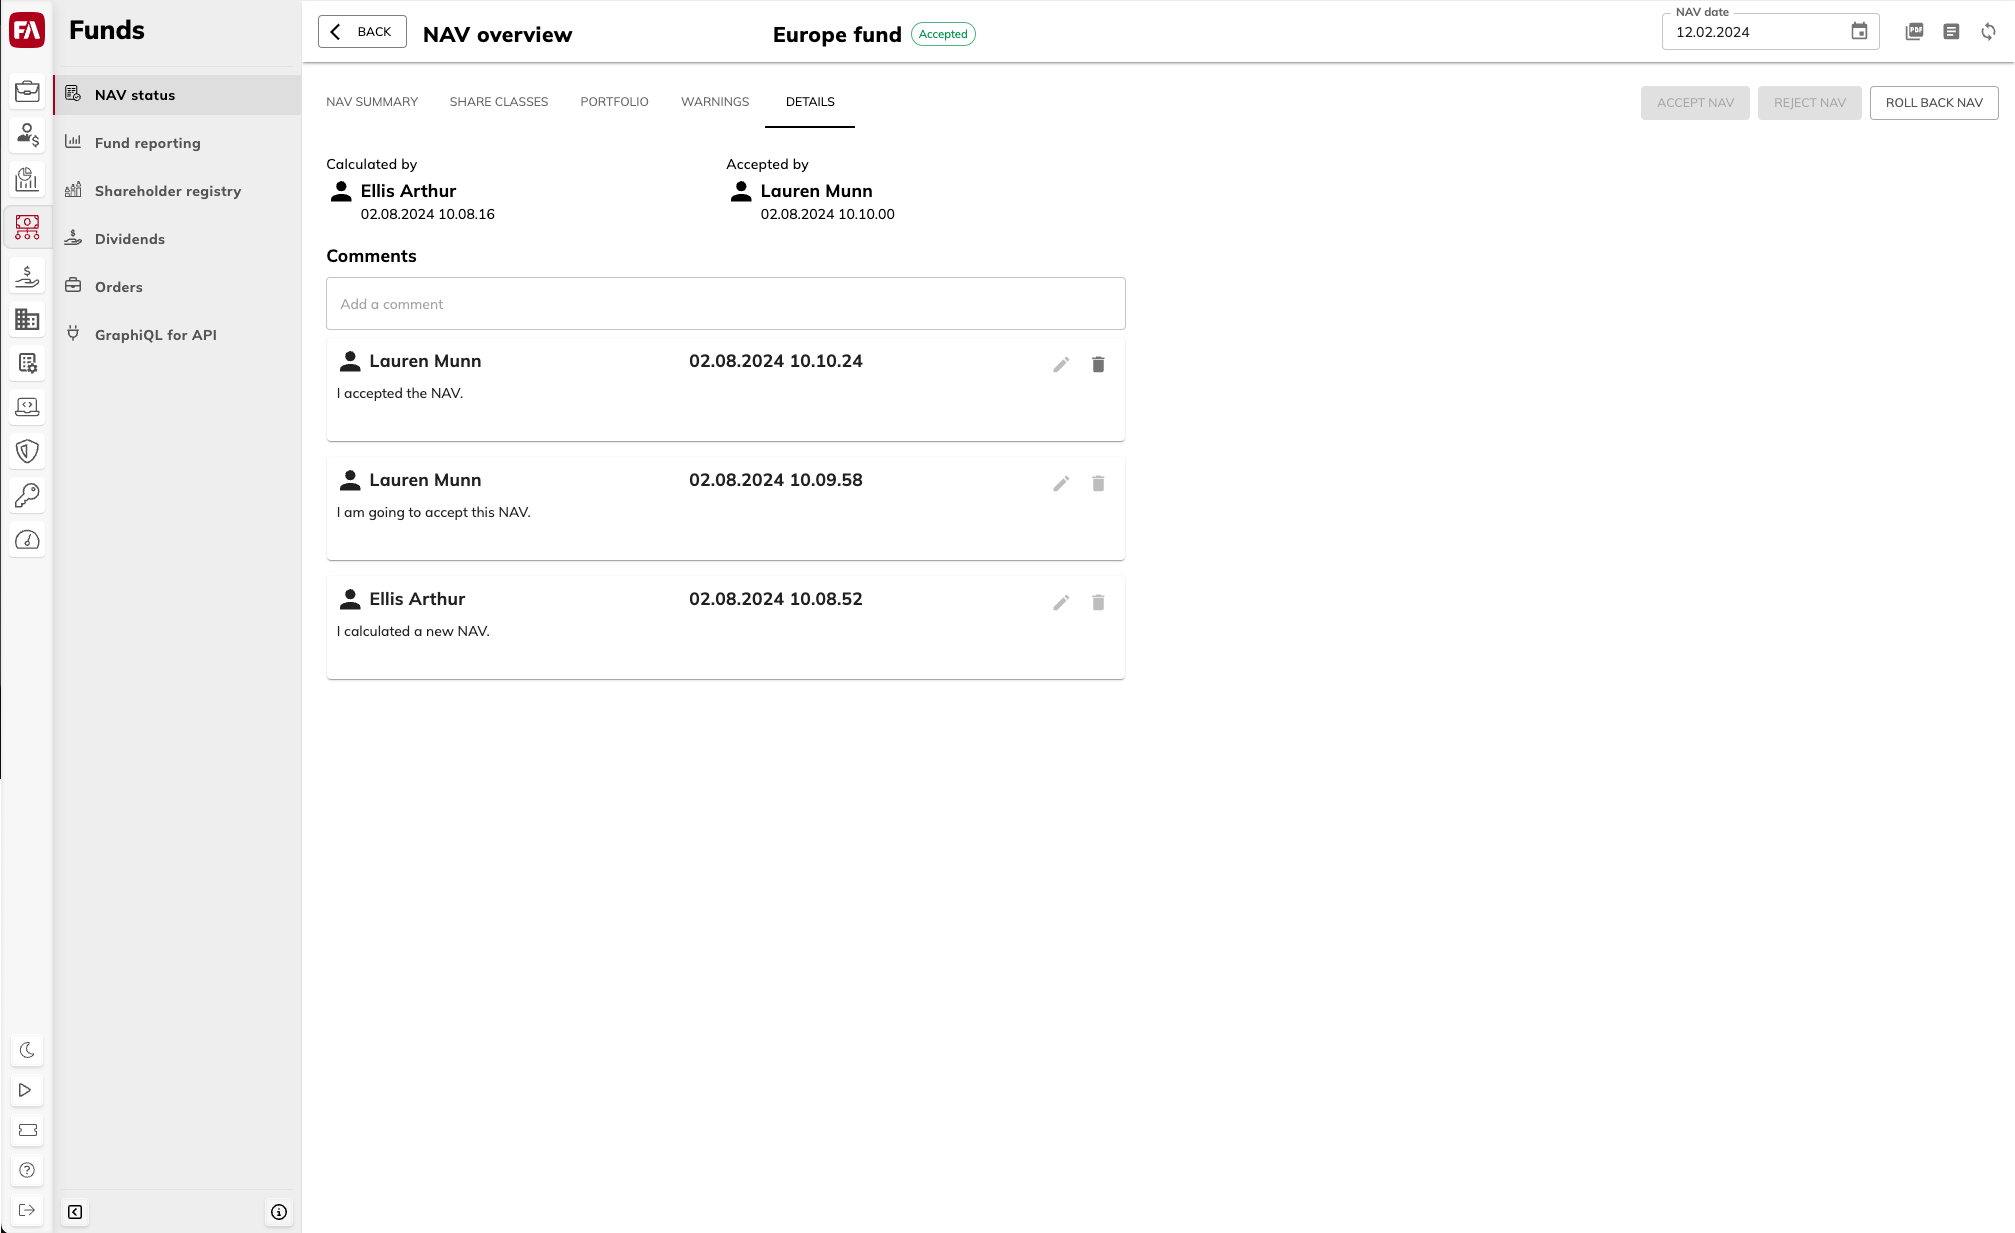 FA
Funds
NAV status
Fund reporting
Shareholder registry
Dividends
Orders
GraphiQL for API
BACK
NAV overview
Europe fund
Accepted
NAV date
12.02.2024
PDF
NAV SUMMARY
SHARE CLASSES
PORTFOLIO
WARNINGS
DETAILS
ACCEPT NAV
REJECT NAV
ROLL BACK NAV
Calculated by
Ellis Arthur
02.08.2024 10.08.16
Accepted by
Lauren Munn
02.08.2024 10.10.00
Comments
Add a comment
Lauren Munn 02.08.2024 10.10.24
I accepted the NAV.
Lauren Munn 02.08.2024 10.09.58
I am going to accept this NAV.
Ellis Arthur 02.08.2024 10.08.52
I calculated a new NAV.